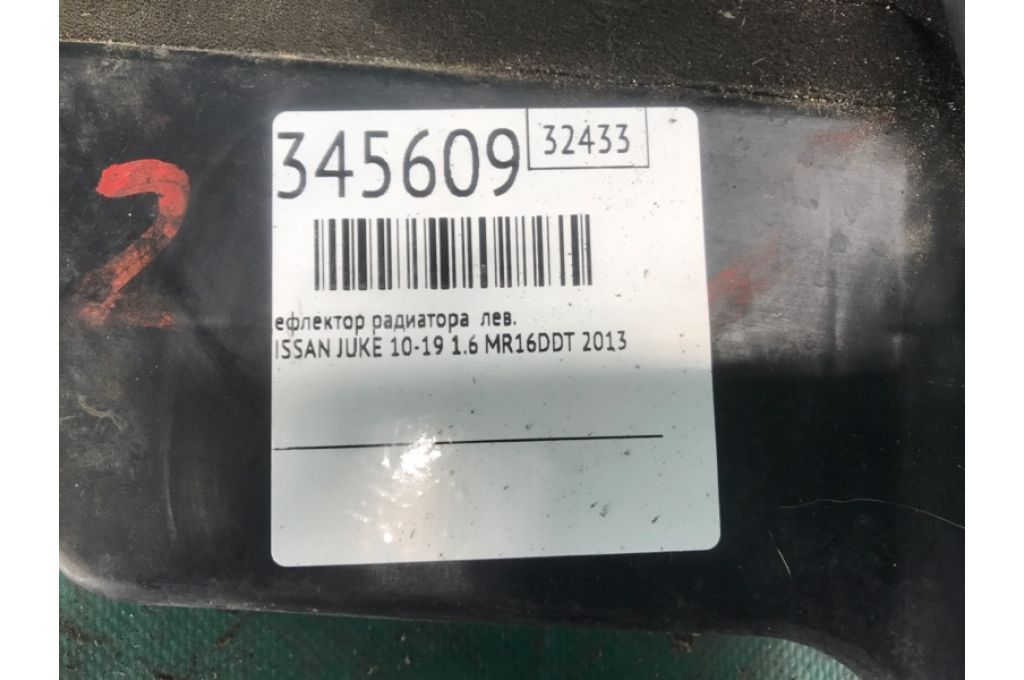 345609
32433
2
ефлектор радиатора лев.
ISSAN JUKE 10-19 1.6 MR16DDT 2013